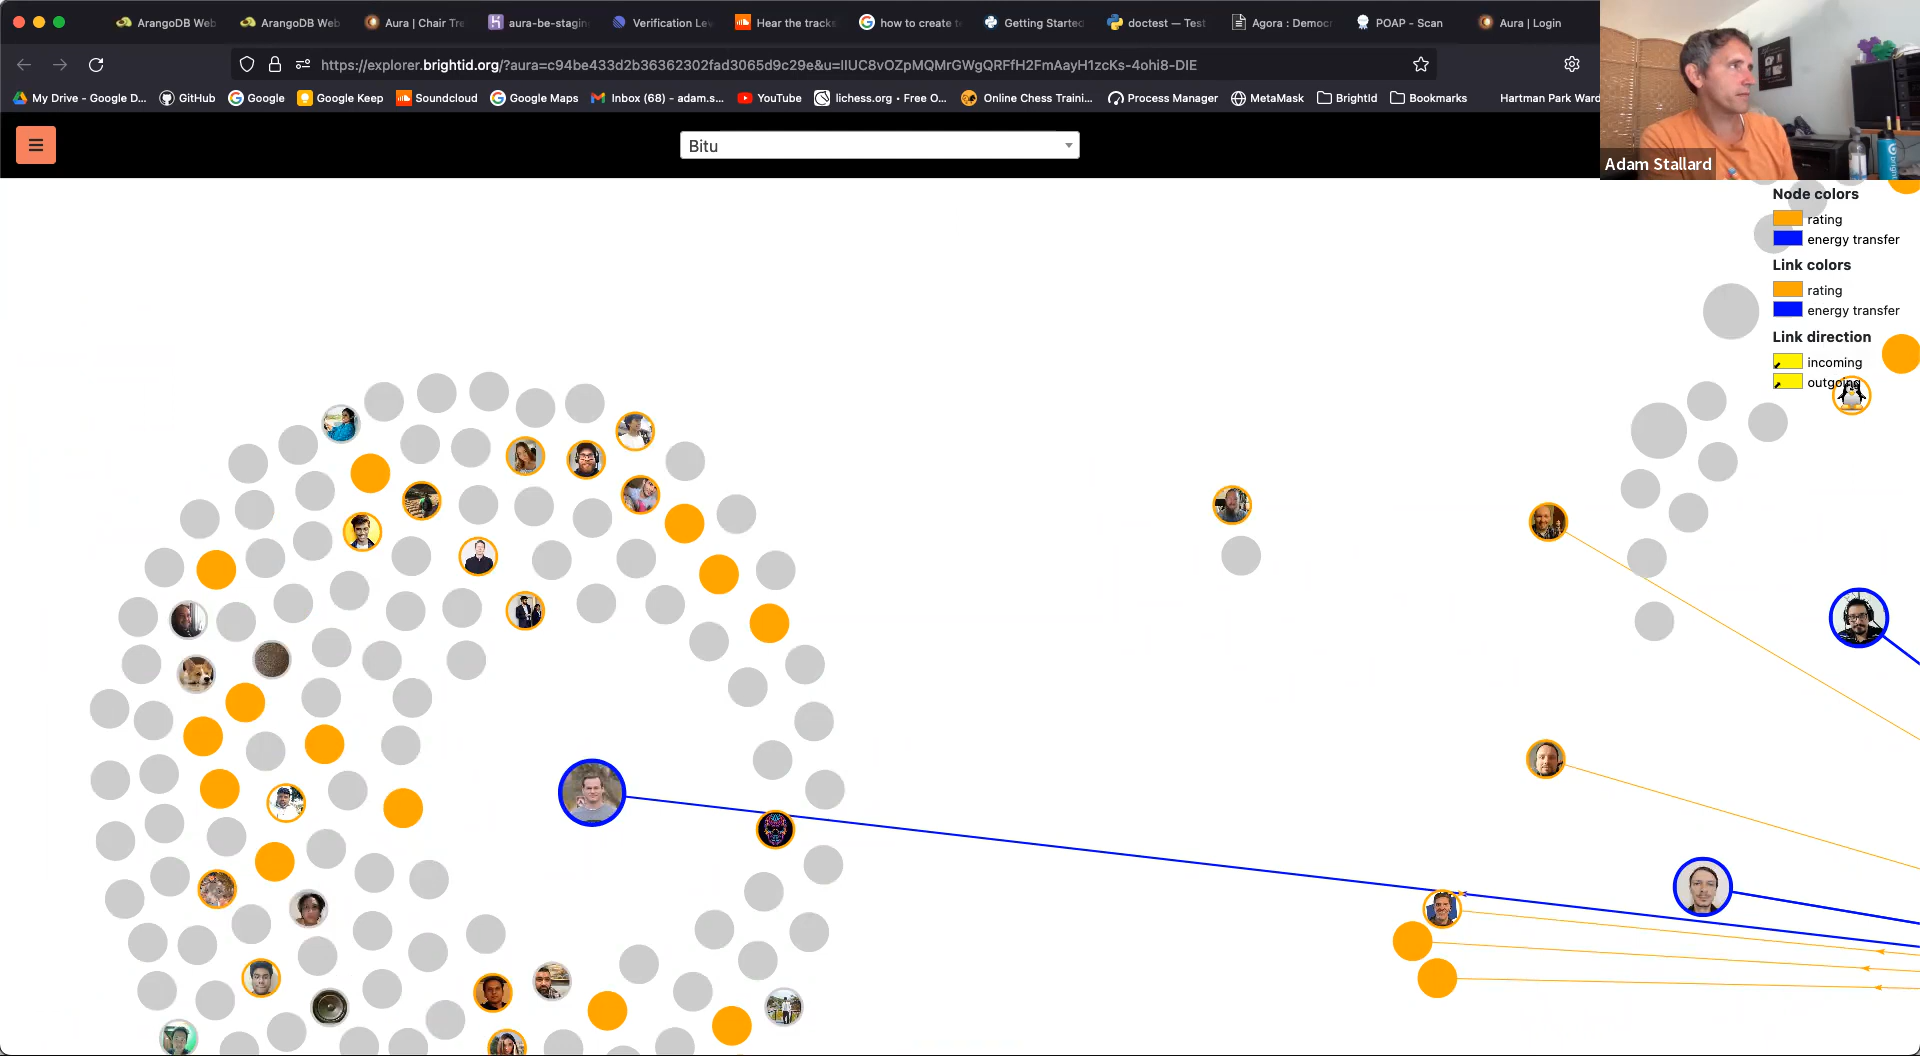 ArangoDB Web
ArangoDB Web
Aura | Chair Tre
aura-be-stagin
Verification Lev
Hear the tracks
how to create t
Getting Started
doctest — Test
Agora : Democr
POAP - Scan
Aura | Login
https://explorer.brightid.org/?aura=c94be433d2b36362302fad3065d9c29e&u=IIUC8vOZpMQMrGWgQRFfH2FmAayH1zcKs-4ohi8-DIE
My Drive - Google D...
GitHub
Google
Google Keep
Soundcloud
Google Maps
Inbox (68) - adam.s...
YouTube
lichess.org • Free O...
Online Chess Traini...
Process Manager
MetaMask
BrightId
Bookmarks
Hartman Park Ward
Bitu
Adam Stallard
Node colors
rating
energy transfer
Link colors
rating
energy transfer
Link direction
incoming
outgoing